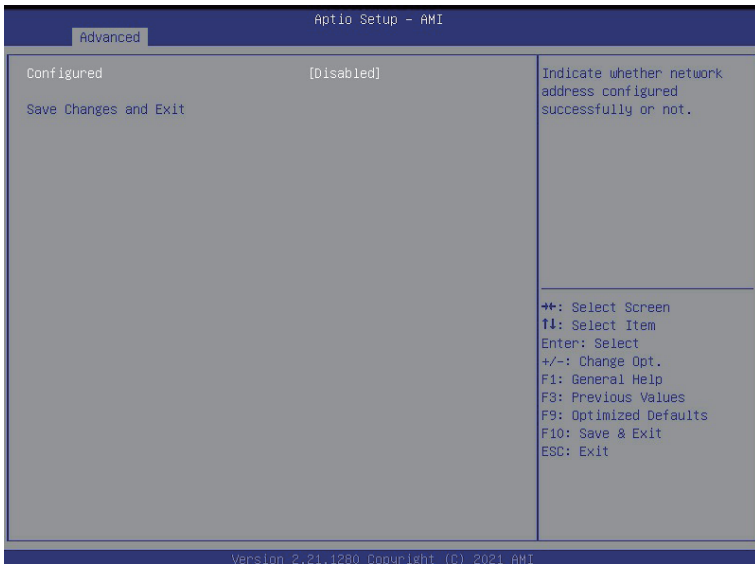 Aptio Setup – AMI
Advanced
Configured [Disabled]
Save Changes and Exit
Indicate whether network
address configured
successfully or not.
→←: Select Screen
↑↓: Select Item
Enter: Select
+/-: Change Opt.
F1: General Help
F3: Previous Values
F9: Optimized Defaults
F10: Save & Exit
ESC: Exit
Version 2.21.1280 Copyright (C) 2021 AMI